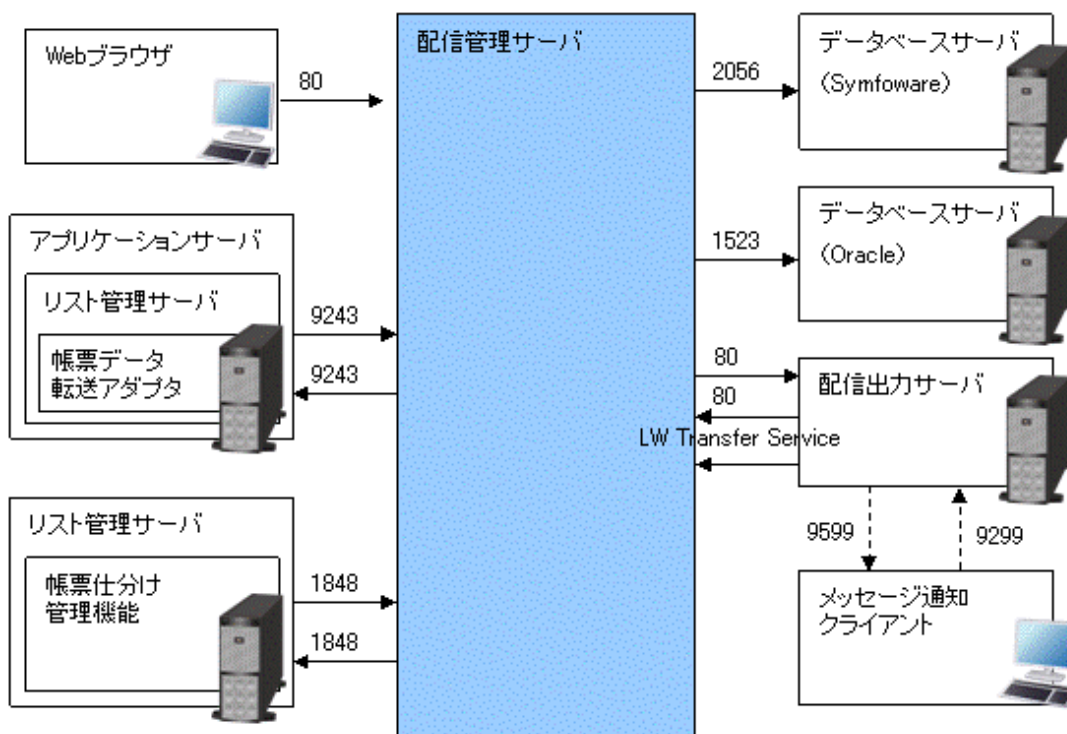 Webブラウザ
80
アプリケーションサーバ
リスト管理サーバ
帳票データ
転送アダプタ
9243
9243
リスト管理サーバ
帳票仕分け
管理機能
1848
1848
配信管理サーバ
2056
データベースサーバ
(Symfoware)
1523
データベースサーバ
(Oracle)
80
80
LW Transfer Service
配信出力サーバ
9599
9299
メッセージ通知
クライアント